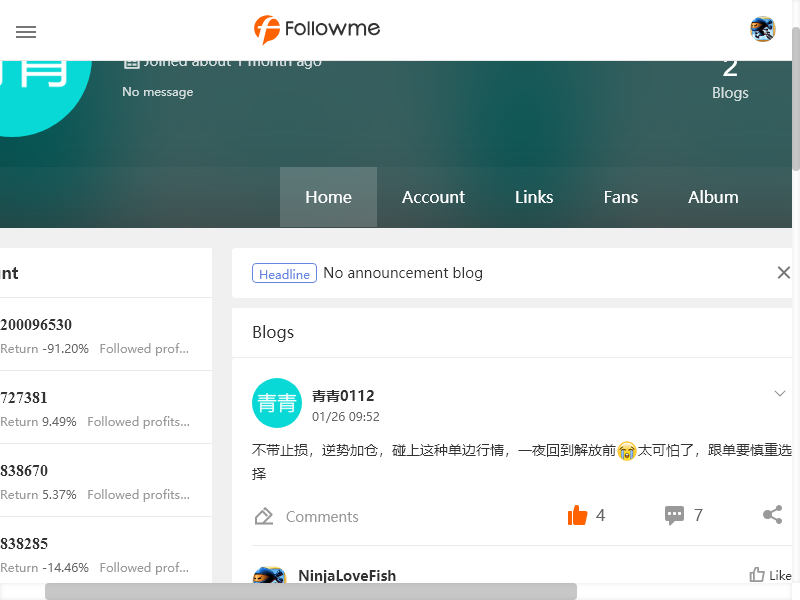 Followme
Joined about 1 month ago
No message
2
Blogs
Home
Account
Links
Fans
Album
200096530
Return -91.20% Followed prof...
727381
Return 9.49% Followed profits...
838670
Return 5.37% Followed profits...
838285
Return -14.46% Followed prof...
Headline No announcement blog
Blogs
青青0112
青青
01/26 09:52
不带止损，逆势加仓，碰上这种单边行情，一夜回到解放前😭太可怕了，跟单要慎重选
择
Comments
4
7
NinjaLoveFish
Like